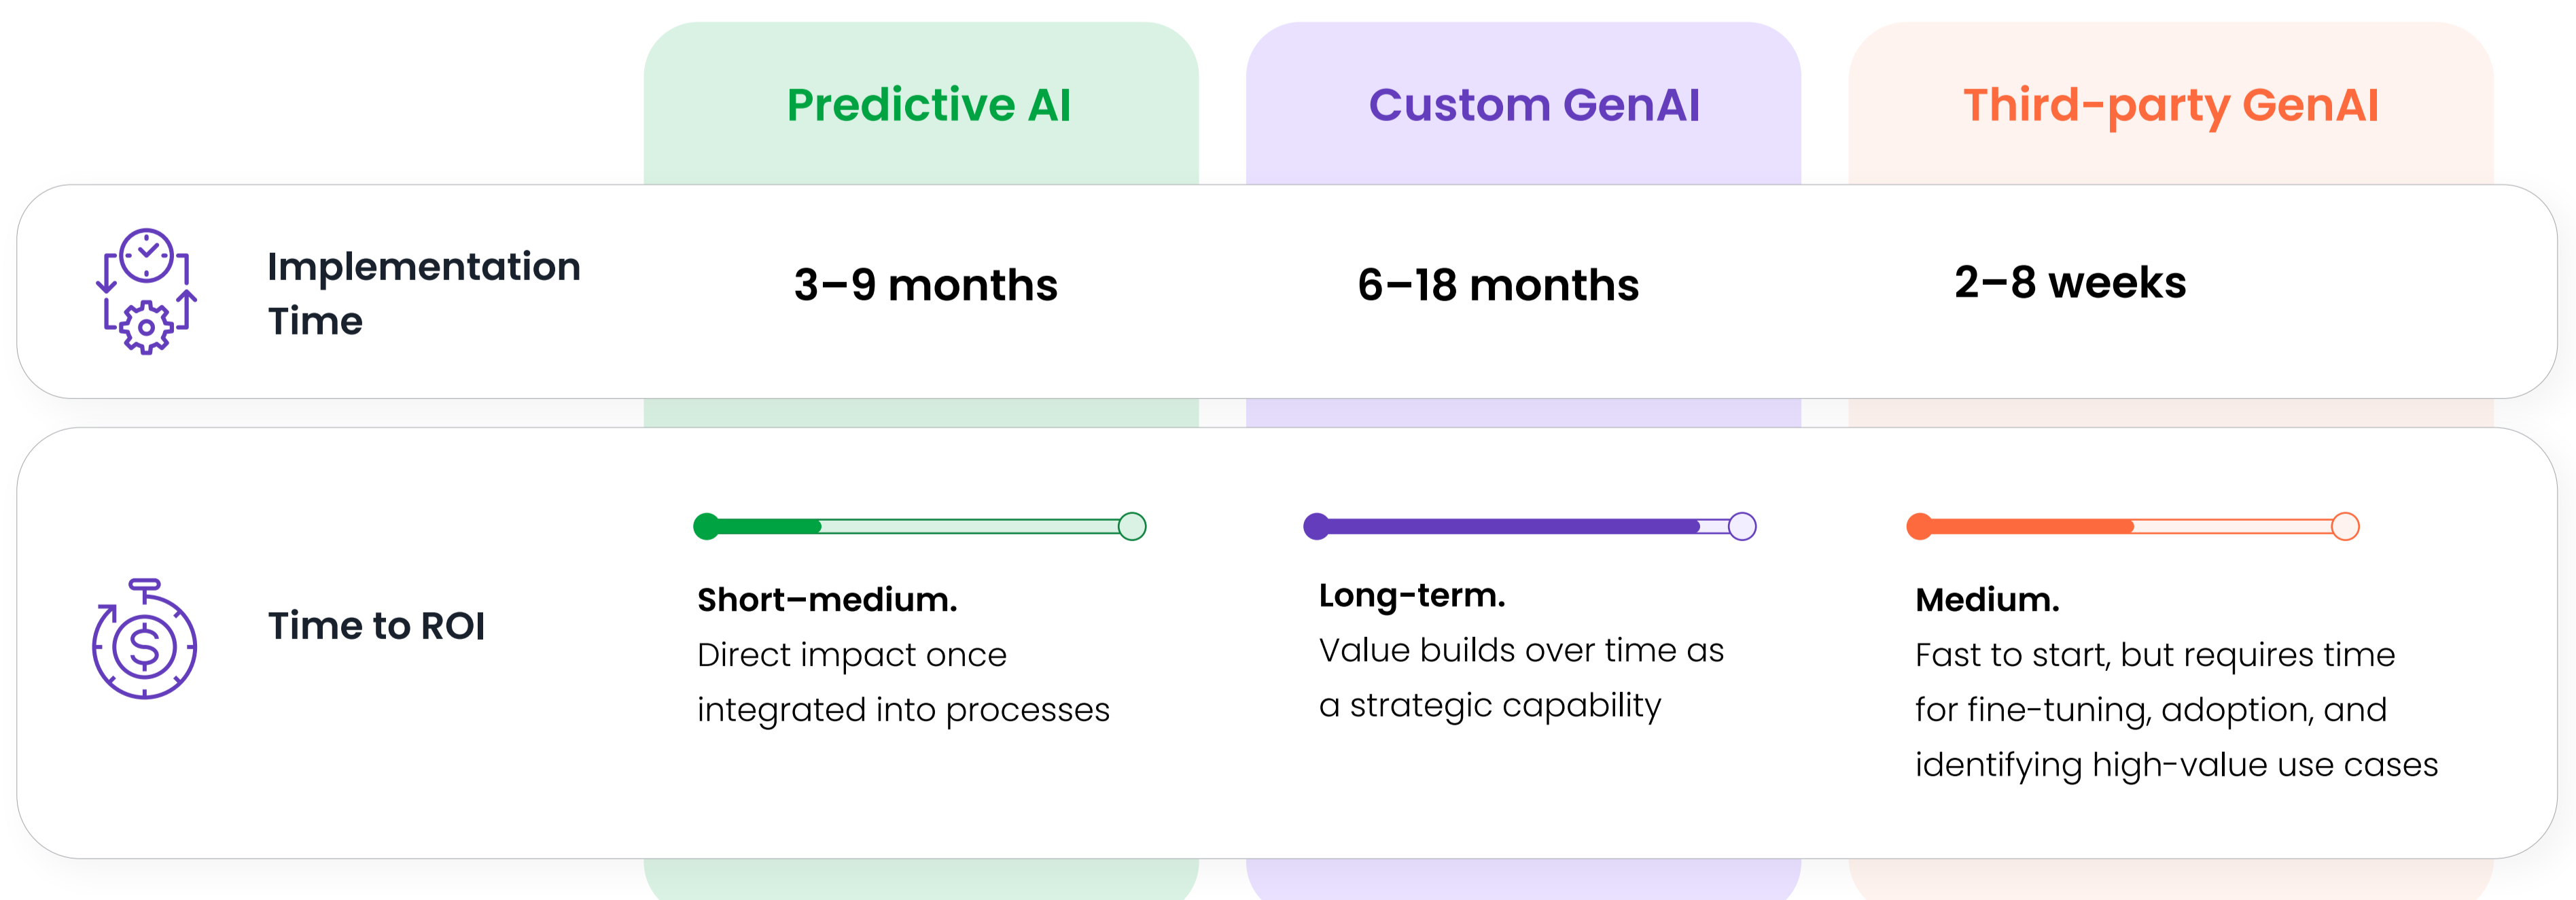 Predictive AI
Custom GenAI
Third-party GenAI
Implementation
Time
3–9 months
6–18 months
2–8 weeks
Time to ROI
Short–medium.
Direct impact once
integrated into processes
Long-term.
Value builds over time as
a strategic capability
Medium.
Fast to start, but requires time
for fine-tuning, adoption, and
identifying high-value use cases